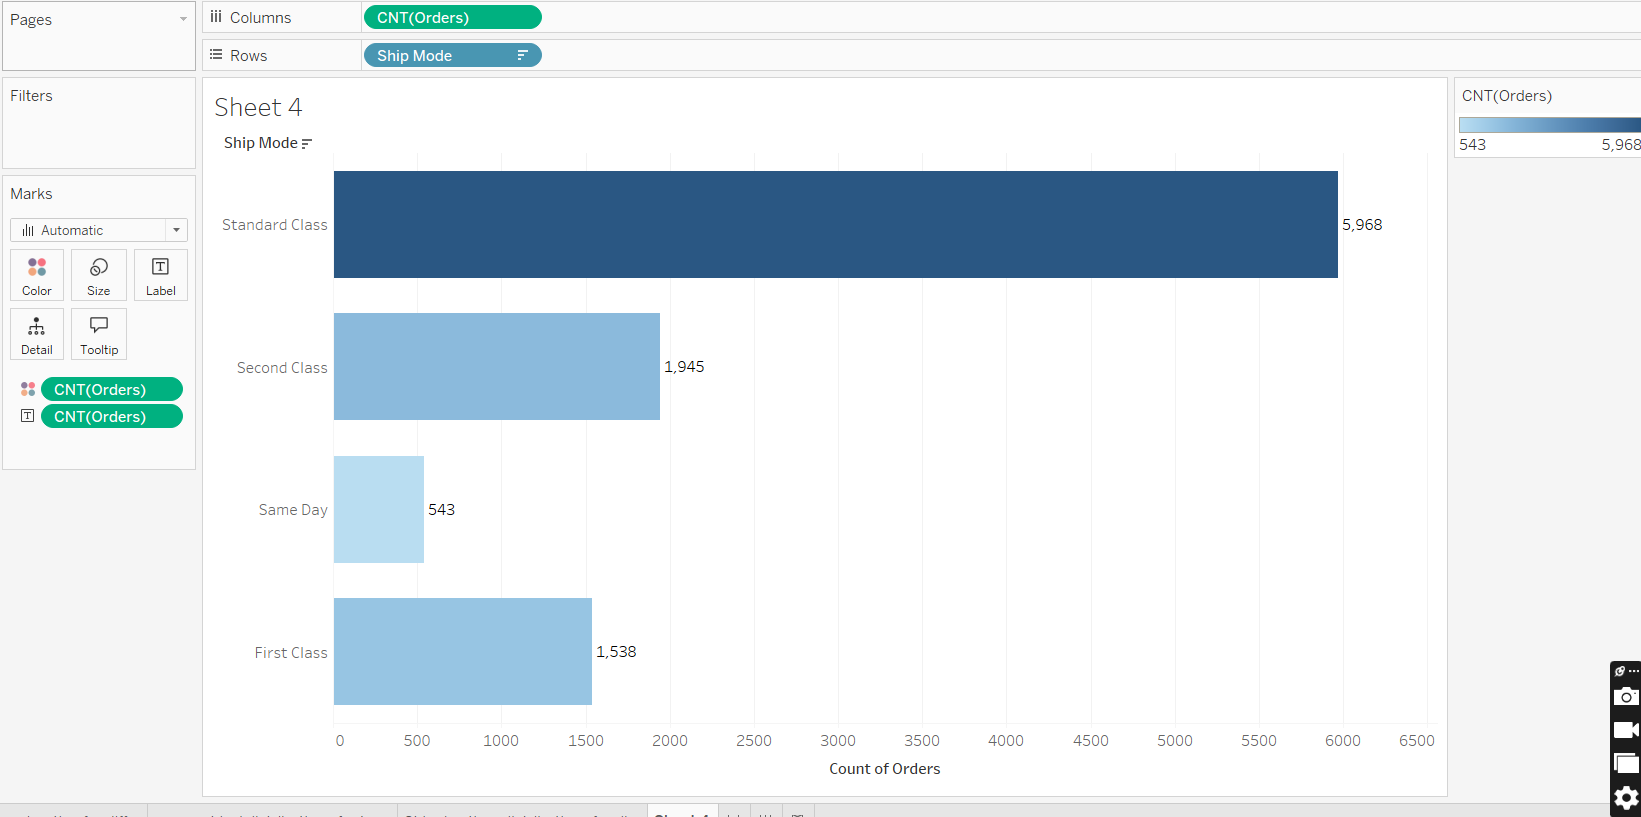 Pages
Columns
CNT(Orders)
Rows
Ship Mode
Filters
Marks
Automatic
Color
Size
Label
Detail
Tooltip
CNT(Orders)
CNT(Orders)
Sheet 4
Ship Mode
Standard Class
5,968
Second Class
1,945
Same Day
543
First Class
1,538
0 500 1000 1500 2000 2500 3000 3500 4000 4500 5000 5500 6000 6500
Count of Orders
CNT(Orders)
543 5,968
Sheet 4